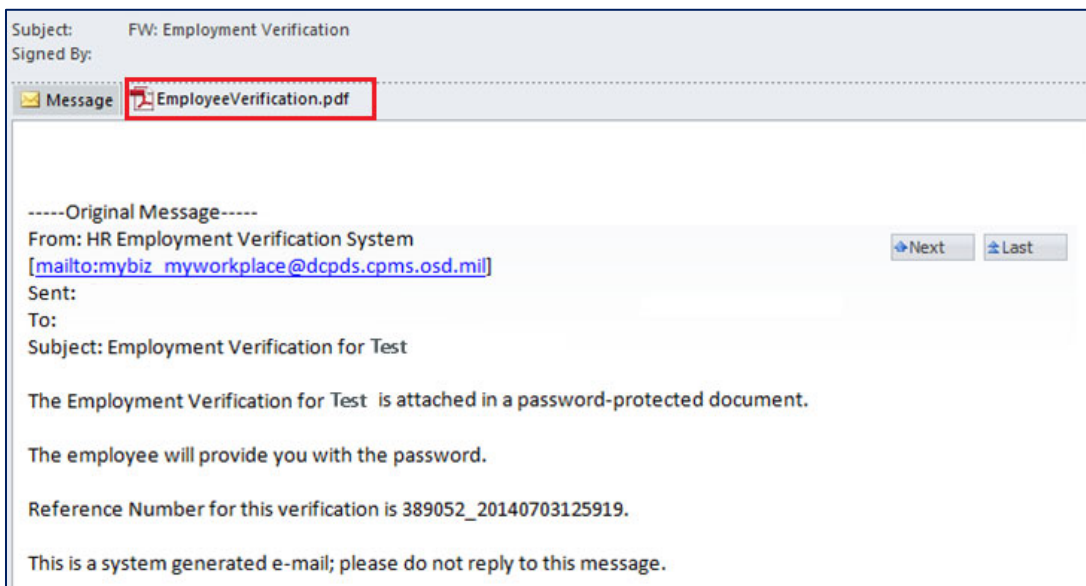 Subject: FW: Employment Verification
Signed By:
Message EmployeeVerification.pdf
-----Original Message-----
From: HR Employment Verification System
[mailto:mybiz_myworkplace@dcpds.cpms.osd.mil]
Next Last
Sent:
To:
Subject: Employment Verification for Test
The Employment Verification for Test is attached in a password-protected document.
The employee will provide you with the password.
Reference Number for this verification is 389052_20140703125919.
This is a system generated e-mail; please do not reply to this message.